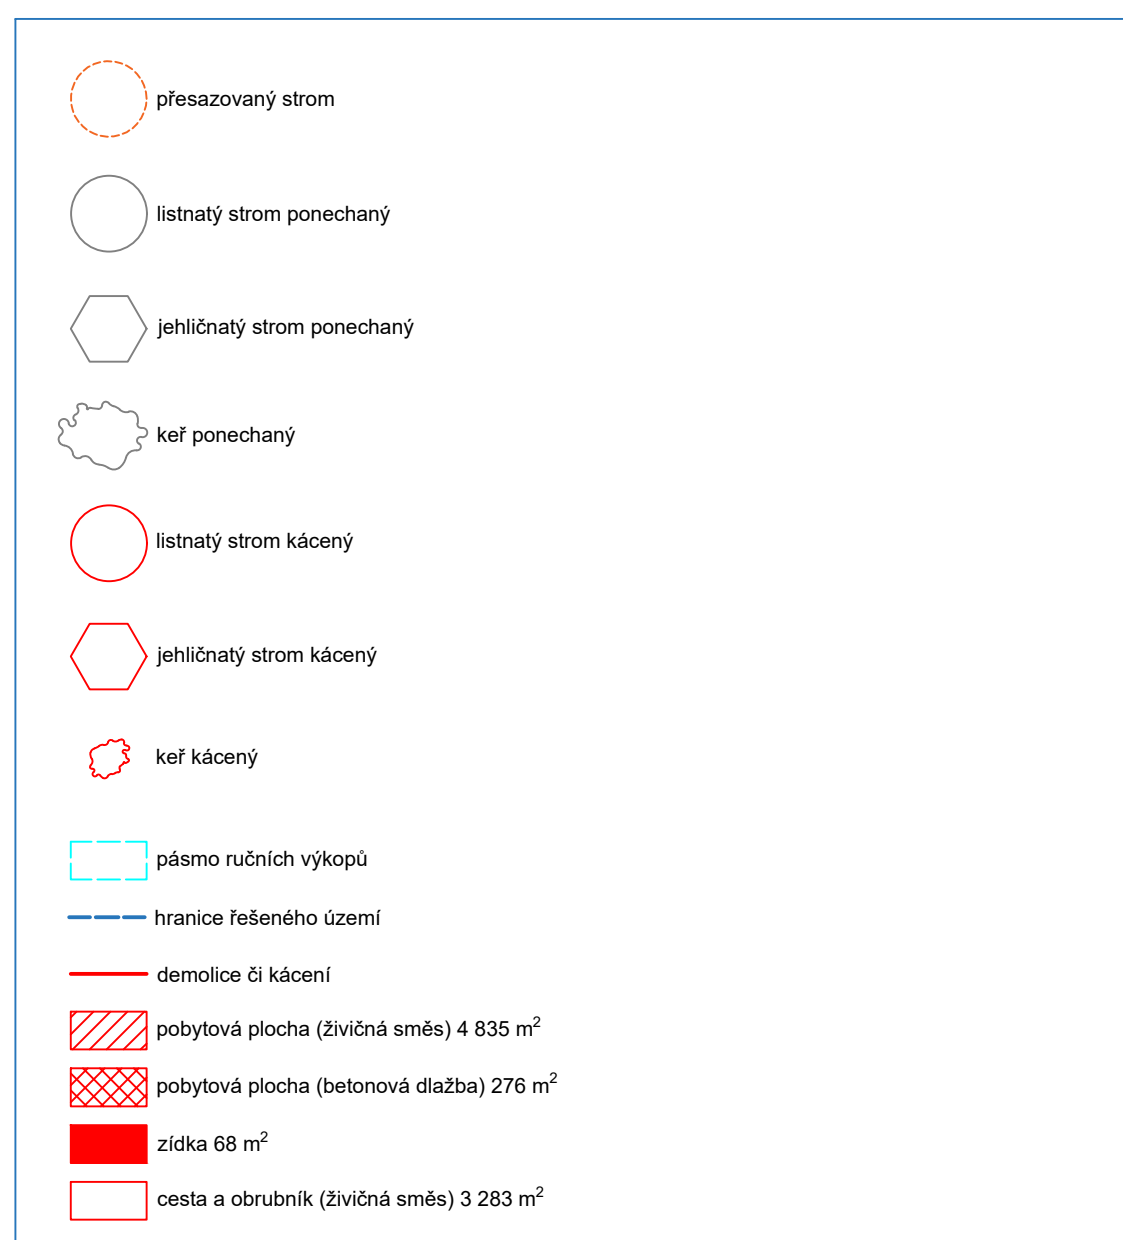 přesazovaný strom
listnatý strom ponechaný
jehličnatý strom ponechaný
keř ponechaný
listnatý strom kácený
jehličnatý strom kácený
keř kácený
pásmo ručních výkopů
hranice řešeného území
demolice či kácení
pobytová plocha (živičná směs) 4 835 m²
pobytová plocha (betonová dlažba) 276 m²
zídka 68 m²
cesta a obrubník (živičná směs) 3 283 m²